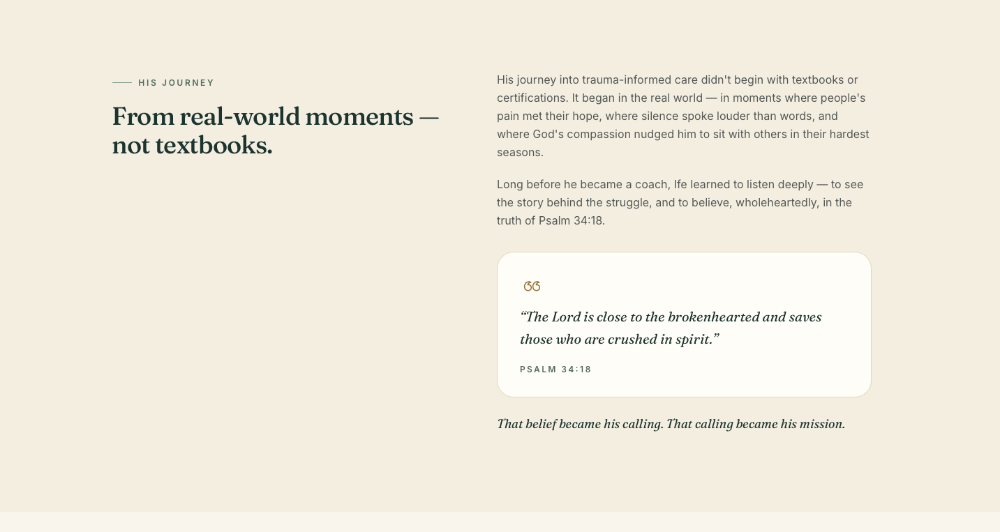 HIS JOURNEY
From real-world moments —
not textbooks.
His journey into trauma-informed care didn't begin with textbooks or
certifications. It began in the real world — in moments where people's
pain met their hope, where silence spoke louder than words, and
where God's compassion nudged him to sit with others in their hardest
seasons.
Long before he became a coach, Ife learned to listen deeply — to see
the story behind the struggle, and to believe, wholeheartedly, in the
truth of Psalm 34:18.
“The Lord is close to the brokenhearted and saves
those who are crushed in spirit.”
PSALM 34:18
That belief became his calling. That calling became his mission.